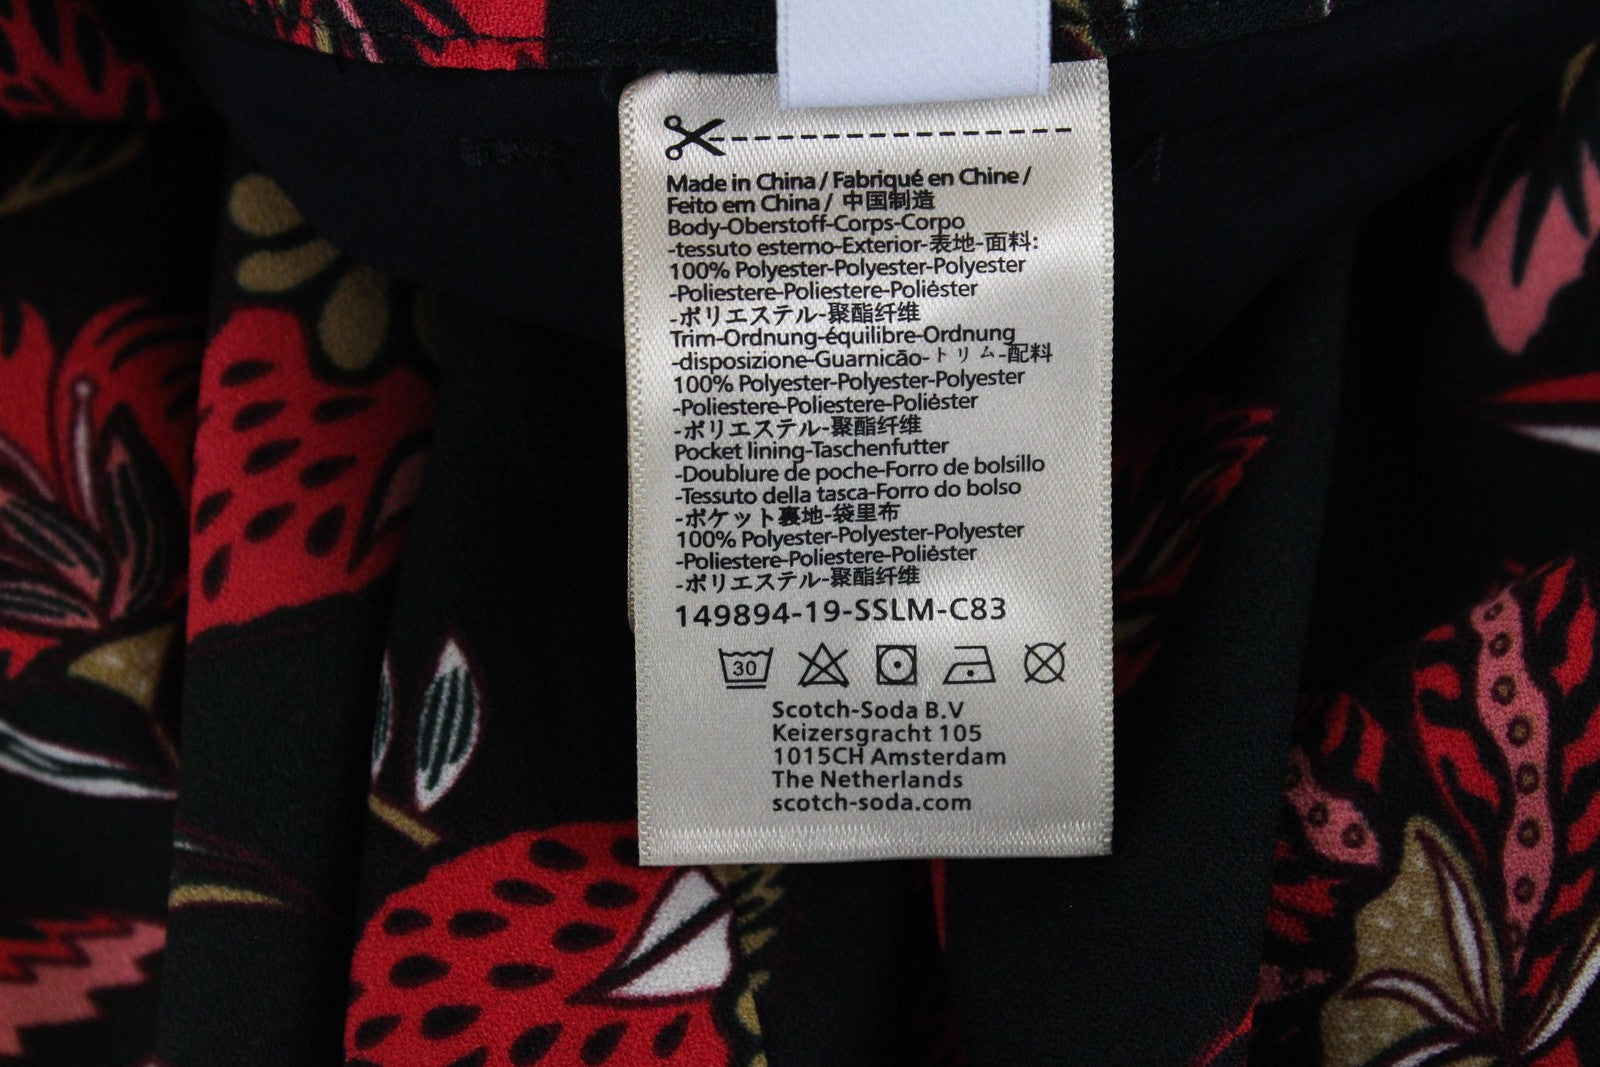 Made in China / Fabriqué en Chine /
Feito em China / 中国制造
Body-Oberstoff-Corps-Corpo
-tessuto esterno-Exterior-表地-面料:
100% Polyester-Polyester-Polyester
-Poliestere-Poliestere-Poliéster
-ポリエステル-聚酯纤维
Trim-Ordnung-équilibre-Ordnung
-disposizione-Guarnicão-トリム-配料
100% Polyester-Polyester-Polyester
-Poliestere-Poliestere-Poliéster
-ポリエステル-聚酯纤维
Pocket lining-Taschenfutter
-Doublure de poche-Forro de bolsillo
-Tessuto della tasca-Forro do bolso
-ポケット裏地-袋里布
100% Polyester-Polyester-Polyester
-Poliestere-Poliestere-Poliéster
-ポリエステル-聚酯纤维
149894-19-SSLM-C83
30
Scotch-Soda B.V
Keizersgracht 105
1015CH Amsterdam
The Netherlands
scotch-soda.com